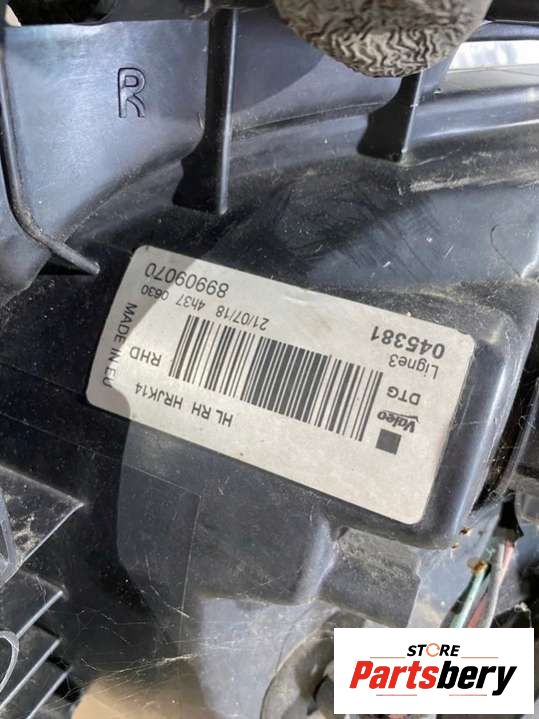 R
89909070
21/07/18 4h37 0630
Ligne3
045381
MADE IN EU
RHD
DTG
Valeo
HL RH HRJK14
STORE
Partsbery